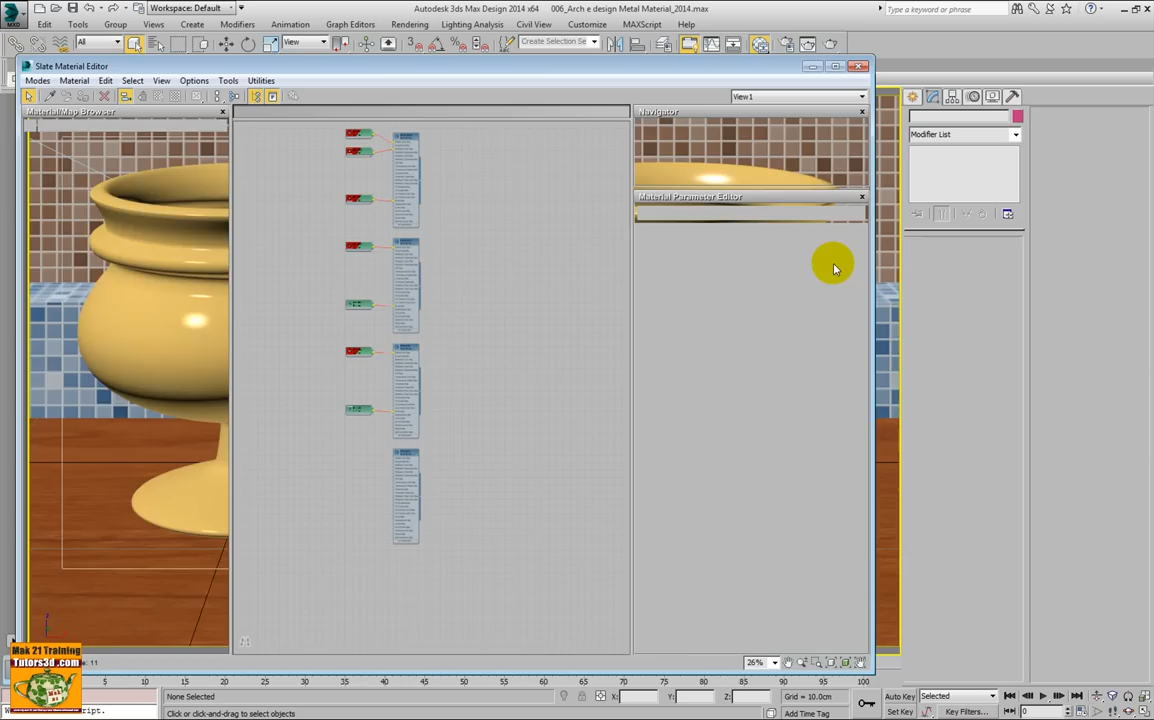 Workspace: Default
Autodesk 3ds Max Design 2014 x64    006_Arch e design Metal Material_2014.max
Type a keyword or phrase
MXD
Edit Tools Group Views Create Modifiers Animation Graph Editors Rendering Lighting Analysis Civil View Customize MAXScript Help
All
View
Create Selection Se
Slate Material Editor
Modes Material Edit Select View Options Tools Utilities
View1
Material/Map Browser
Navigator
Material Parameter Editor
Modifier List
26%
Mak 21 Training
Tutors3d .com
Mak 21
: 11
5 10 15 20 25 30 35 40 45 50 55 60 65 70 75 80 85 90 95 100
None Selected
X:
Y:
Z:
Grid = 10.0cm
Auto Key
Selected
script.
Click or click-and-drag to select objects
Add Time Tag
Set Key
Key Filters...
0